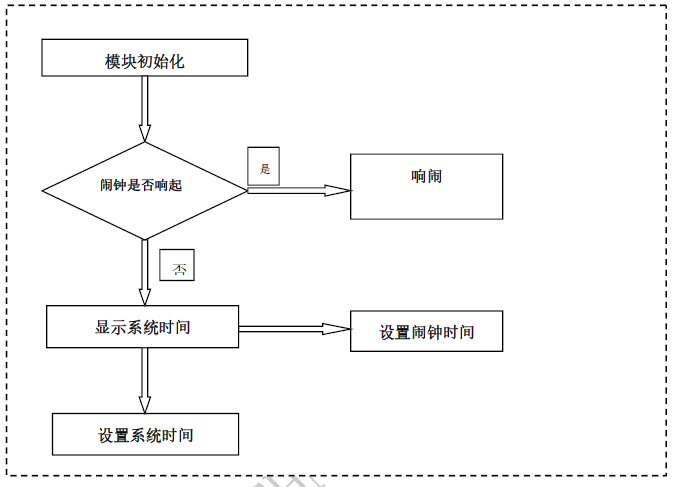 模块初始化
闹钟是否响起
是
响闹
否
显示系统时间
设置闹钟时间
设置系统时间